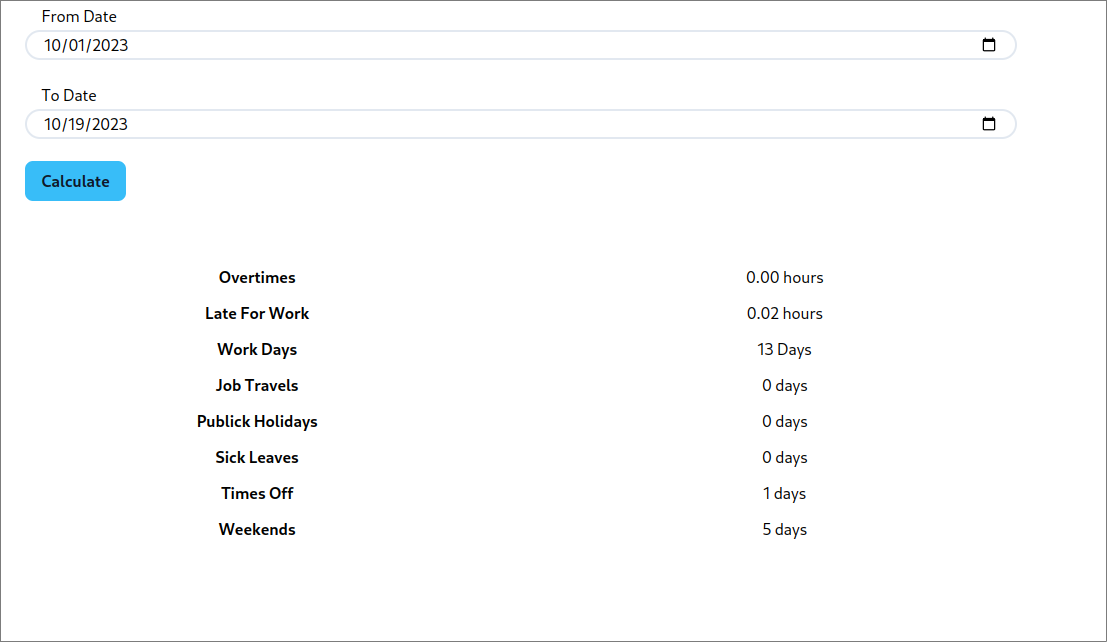 From Date
10/01/2023
To Date
10/19/2023
Calculate
Overtimes 0.00 hours
Late For Work 0.02 hours
Work Days 13 Days
Job Travels 0 days
Publick Holidays 0 days
Sick Leaves 0 days
Times Off 1 days
Weekends 5 days